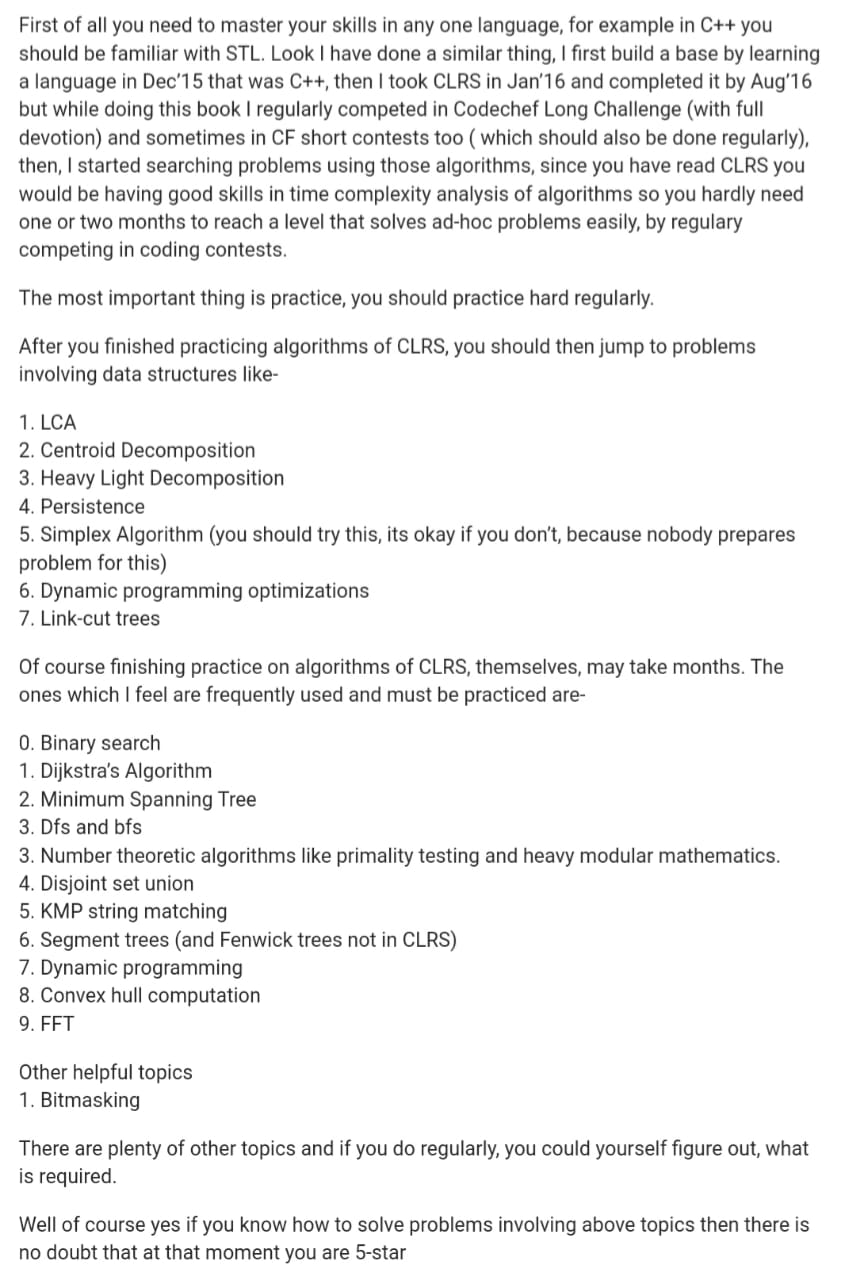 First of all you need to master your skills in any one language, for example in C++ you
should be familiar with STL. Look I have done a similar thing, I first build a base by learning
a language in Dec'15 that was C++, then I took CLRS in Jan'16 and completed it by Aug'16
but while doing this book I regularly competed in Codechef Long Challenge (with full
devotion) and sometimes in CF short contests too ( which should also be done regularly),
then, I started searching problems using those algorithms, since you have read CLRS you
would be having good skills in time complexity analysis of algorithms so you hardly need
one or two months to reach a level that solves ad-hoc problems easily, by regulary
competing in coding contests.
The most important thing is practice, you should practice hard regularly.
After you finished practicing algorithms of CLRS, you should then jump to problems
involving data structures like-
1. LCA
2. Centroid Decomposition
3. Heavy Light Decomposition
4. Persistence
5. Simplex Algorithm (you should try this, its okay if you don't, because nobody prepares
problem for this)
6. Dynamic programming optimizations
7. Link-cut trees
Of course finishing practice on algorithms of CLRS, themselves, may take months. The
ones which I feel are frequently used and must be practiced are-
0. Binary search
1. Dijkstra's Algorithm
2. Minimum Spanning Tree
3. Dfs and bfs
3. Number theoretic algorithms like primality testing and heavy modular mathematics.
4. Disjoint set union
5. KMP string matching
6. Segment trees (and Fenwick trees not in CLRS)
7. Dynamic programming
8. Convex hull computation
9. FFT
Other helpful topics
1. Bitmasking
There are plenty of other topics and if you do regularly, you could yourself figure out, what
is required.
Well of course yes if you know how to solve problems involving above topics then there is
no doubt that at that moment you are 5-star